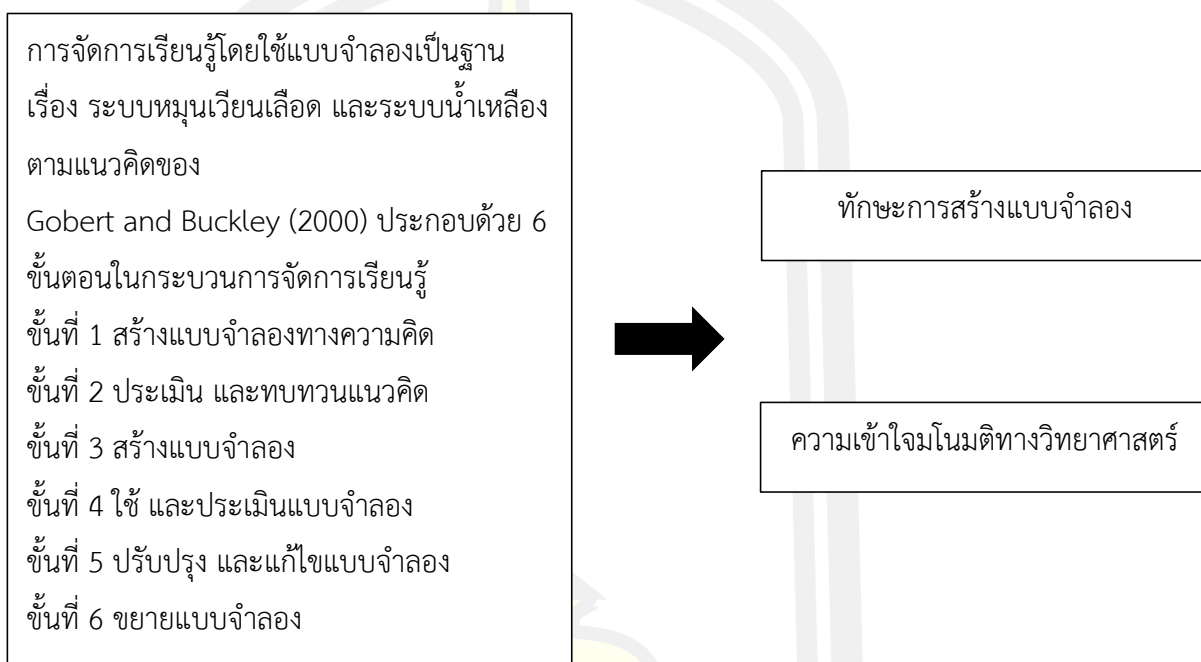 การจัดการเรียนรู้โดยใช้แบบจำลองเป็นฐาน
เรื่อง ระบบหมุนเวียนเลือด และระบบน้ำเหลือง
ตามแนวคิดของ
Gobert and Buckley (2000) ประกอบด้วย 6
ขั้นตอนในกระบวนการจัดการเรียนรู้
ขั้นที่ 1 สร้างแบบจำลองทางความคิด
ขั้นที่ 2 ประเมิน และทบทวนแนวคิด
ขั้นที่ 3 สร้างแบบจำลอง
ขั้นที่ 4 ใช้ และประเมินแบบจำลอง
ขั้นที่ 5 ปรับปรุง และแก้ไขแบบจำลอง
ขั้นที่ 6 ขยายแบบจำลอง
ทักษะการสร้างแบบจำลอง
ความเข้าใจมโนมติทางวิทยาศาสตร์